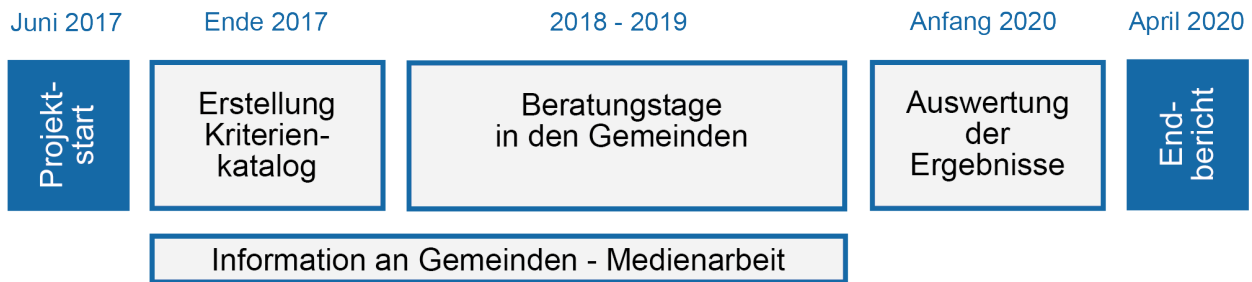 Juni 2017
Ende 2017
2018 - 2019
Anfang 2020
April 2020
Projekt-
start
Erstellung
Kriterien-
katalog
Beratungstage
in den Gemeinden
Auswertung
der
Ergebnisse
End-
bericht
Information an Gemeinden - Medienarbeit